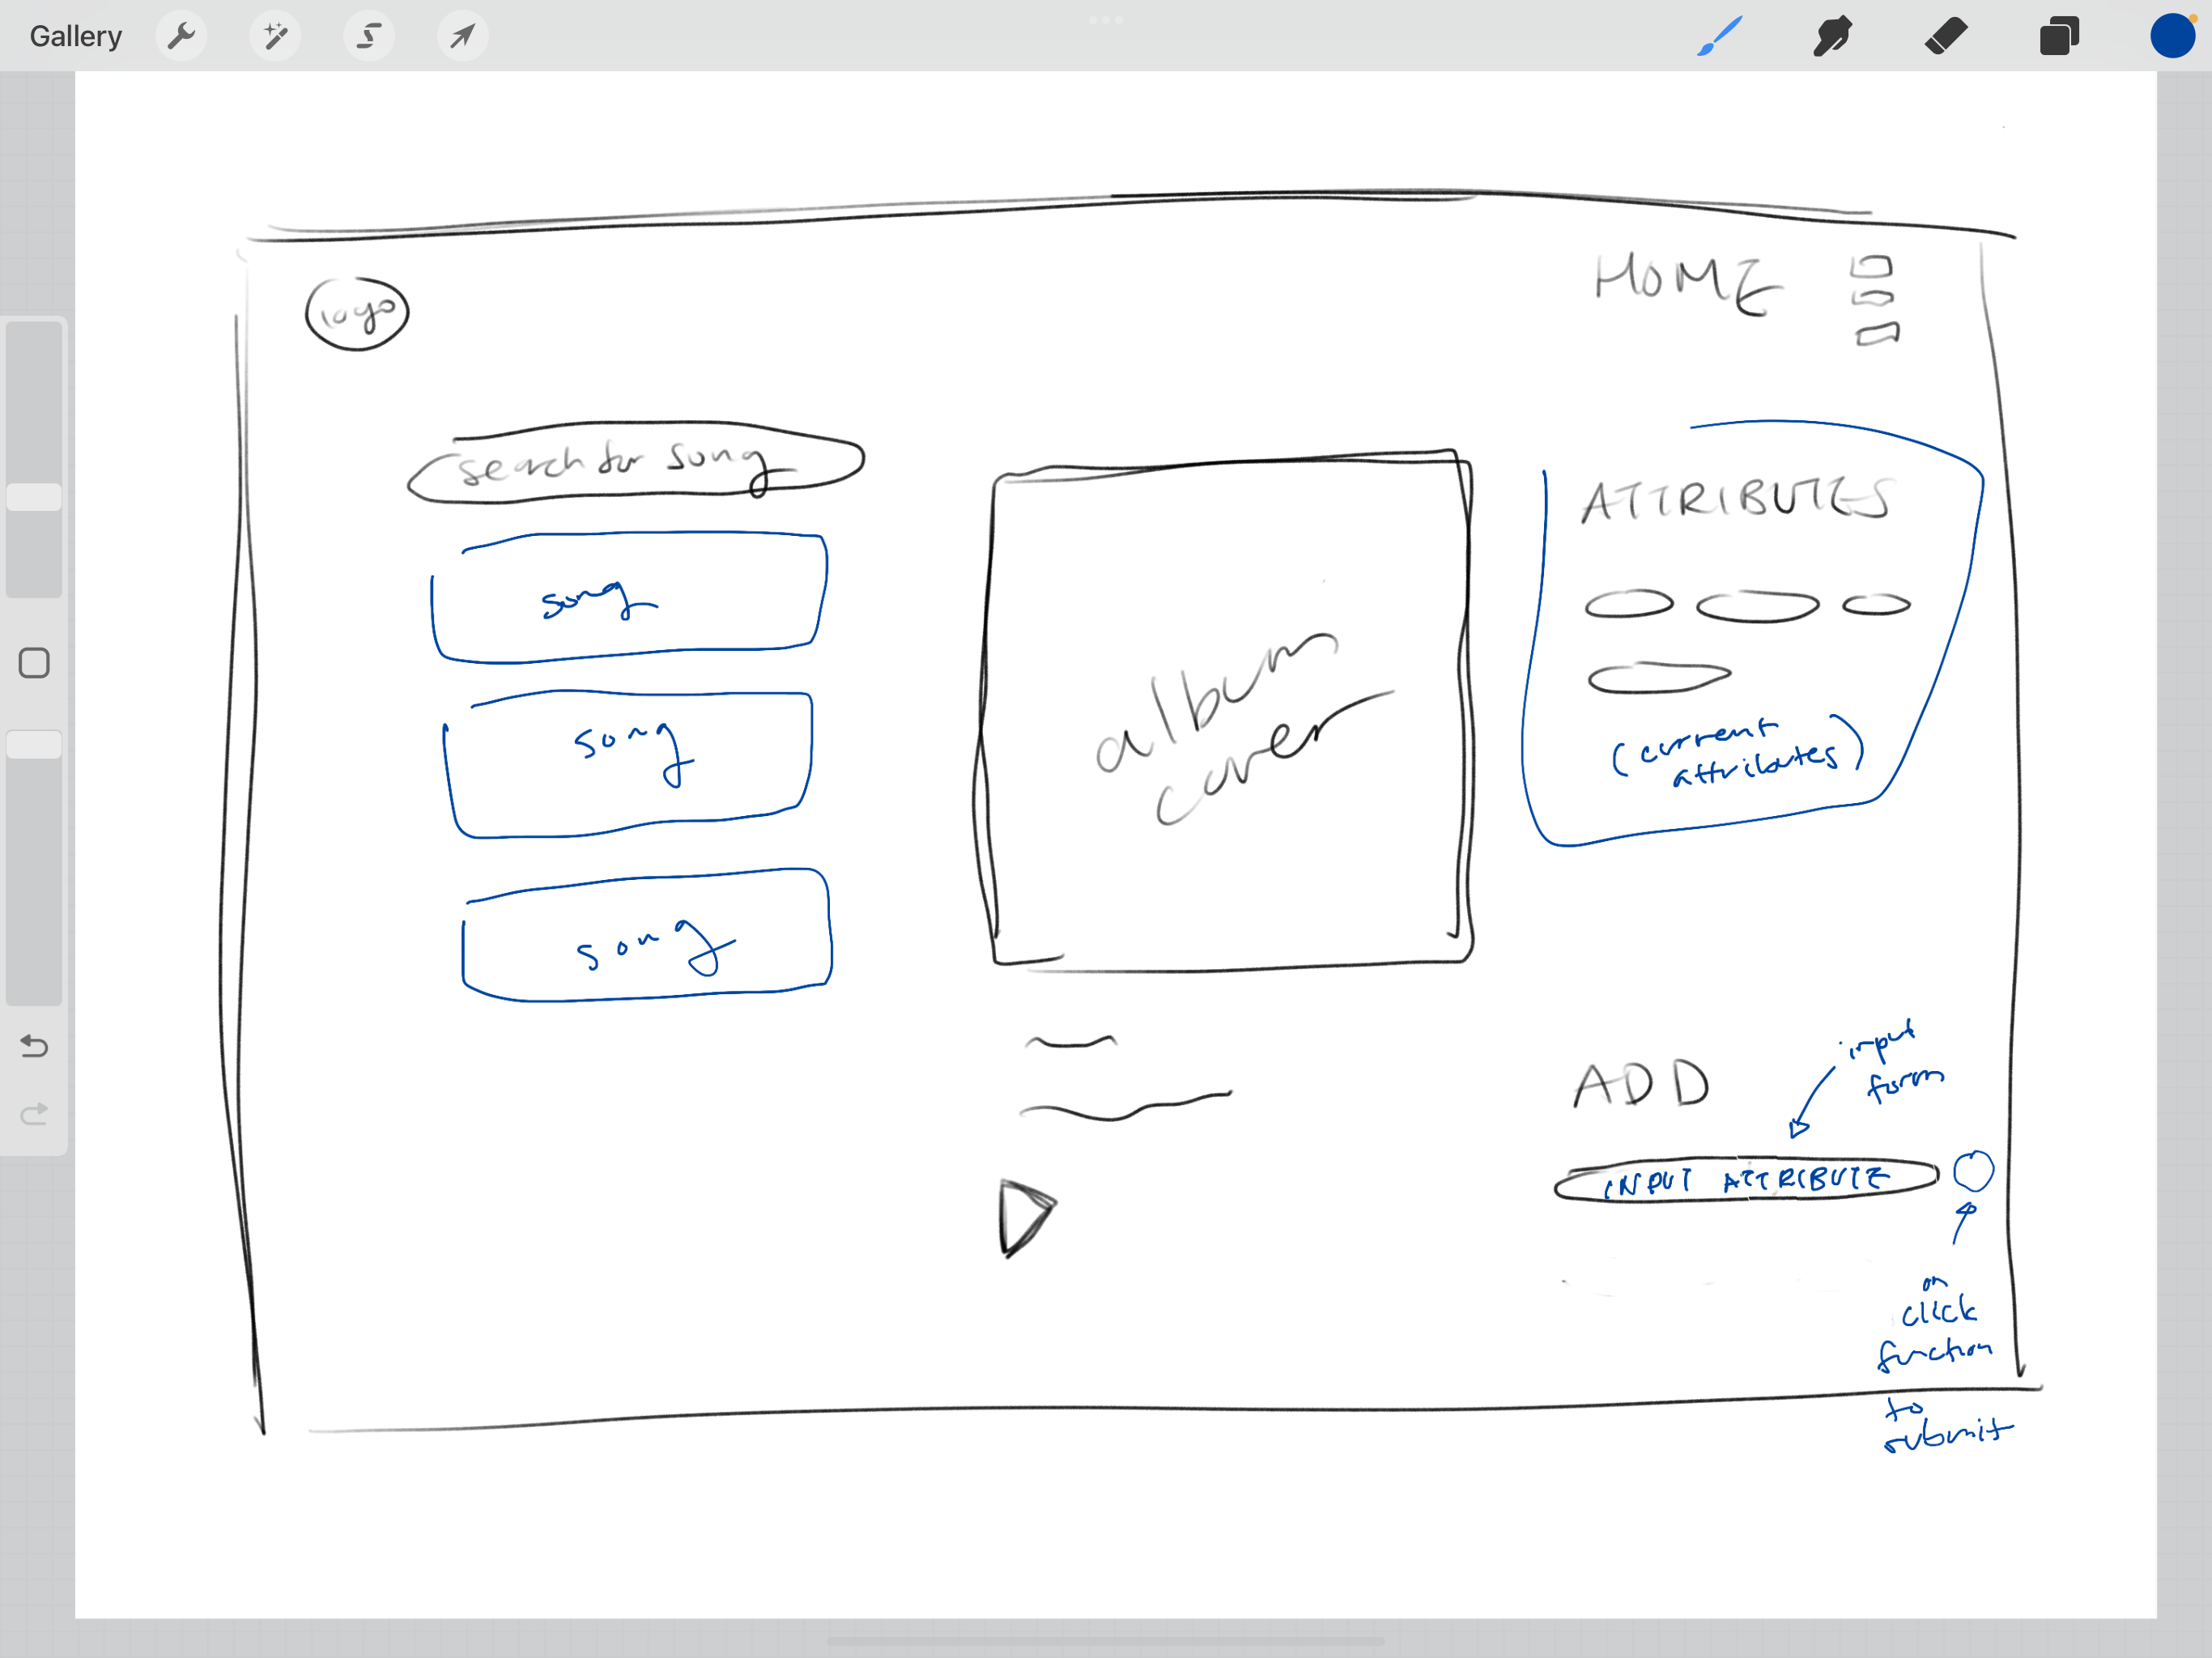 Gallery
logo
HOME
search for song
song
song
song
album
cover
ATTRIBUTES
(current
attributes)
ADD
input
form
INPUT ATTRIBUTE
on
click
function
to
submit